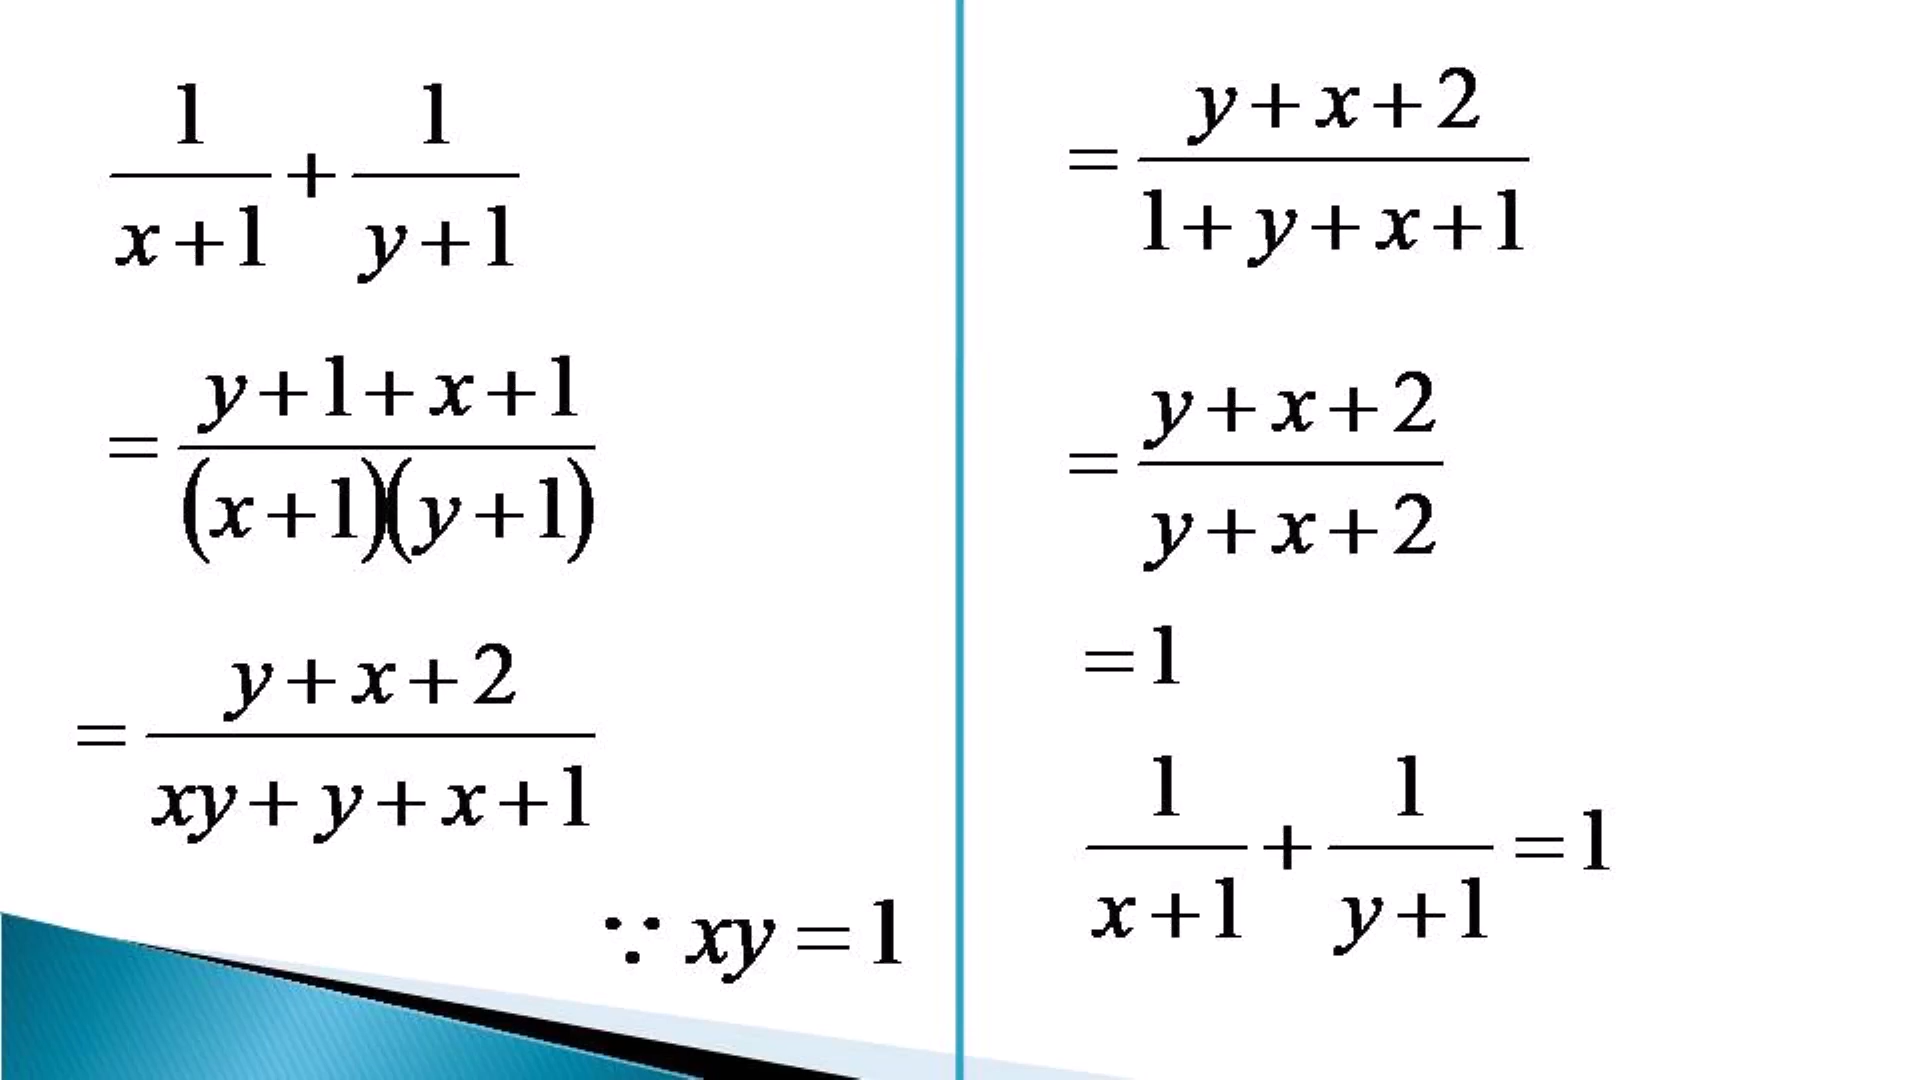 1/(x+1) + 1/(y+1)
= (y+1+x+1)/((x+1)(y+1))
= (y+x+2)/(xy+y+x+1)
∵ xy = 1
= (y+x+2)/(1+y+x+1)
= (y+x+2)/(y+x+2)
= 1
1/(x+1) + 1/(y+1) = 1